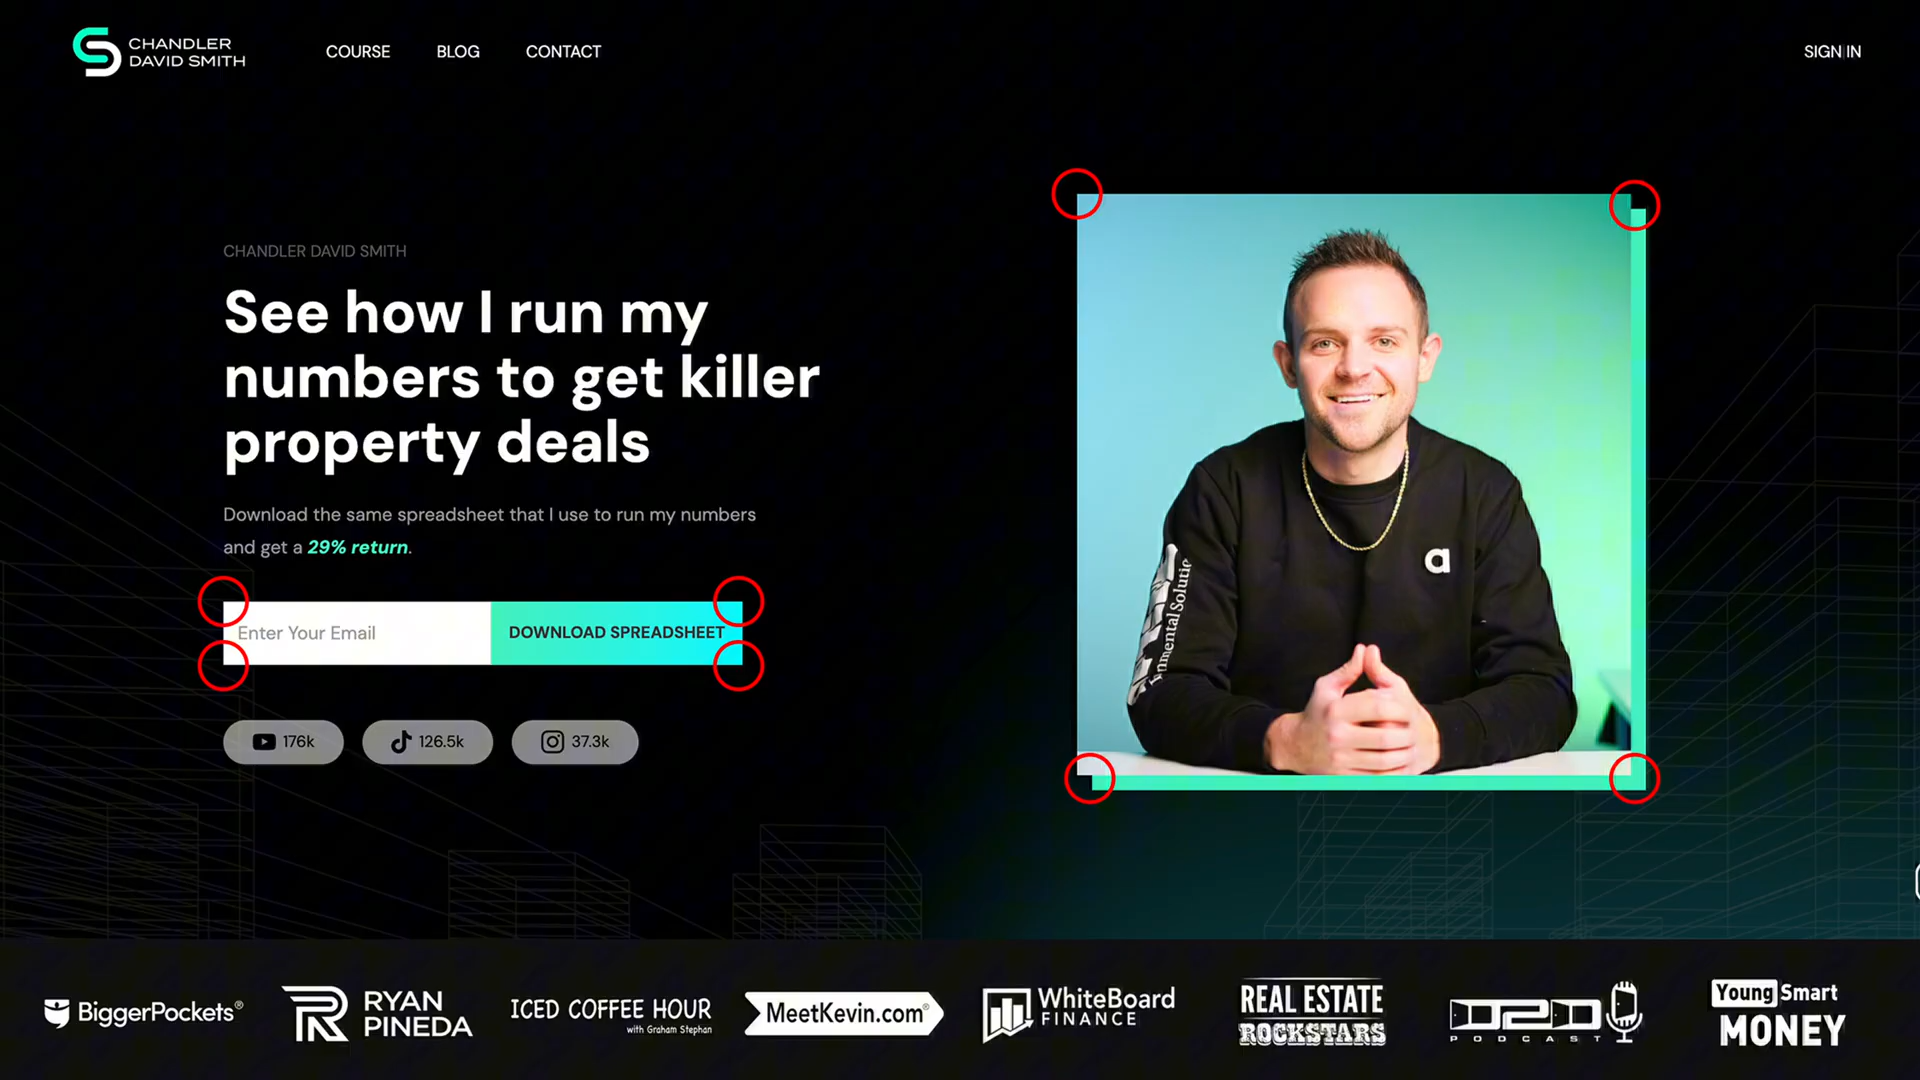 CHANDLER
DAVID SMITH
COURSE
BLOG
CONTACT
SIGN IN
CHANDLER DAVID SMITH
See how I run my
numbers to get killer
property deals
Download the same spreadsheet that I use to run my numbers
and get a 29% return.
Enter Your Email
DOWNLOAD SPREADSHEET
176k
126.5k
37.3k
a
onmental Solutio
BiggerPockets®
RYAN
PINEDA
ICED COFFEE HOUR
with Graham Stephan
MeetKevin.com®
WhiteBoard
FINANCE
REAL ESTATE
ROCKSTARS
D2D
PODCAST
Young Smart
MONEY